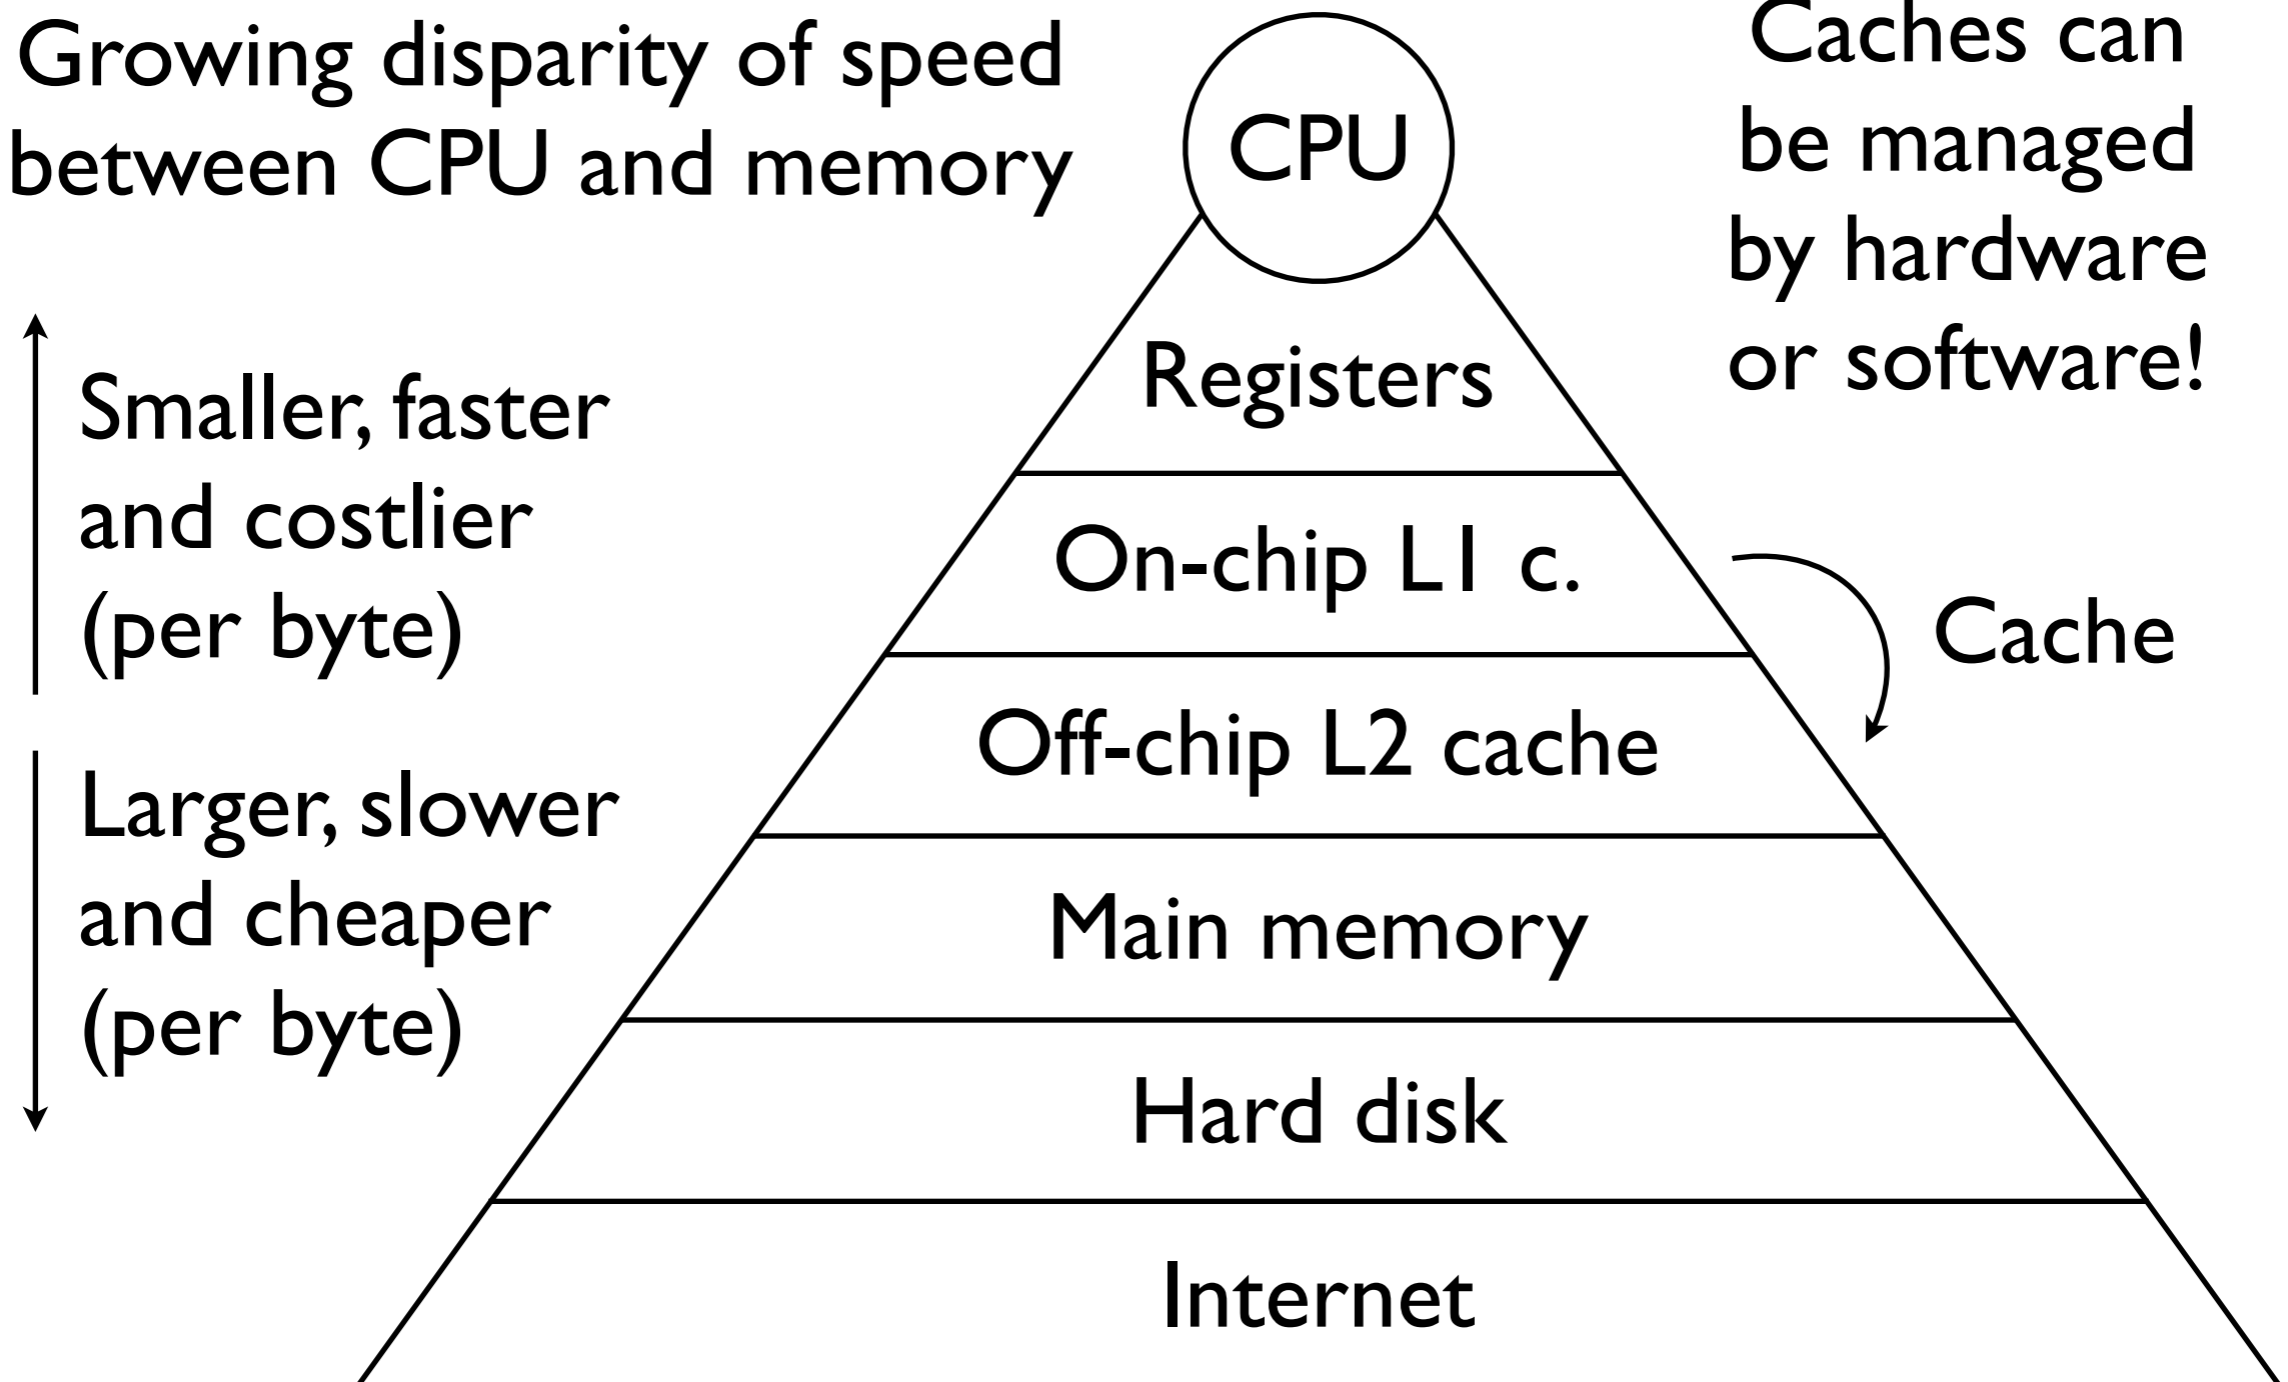 Growing disparity of speed
between CPU and memory
CPU
Caches can
be managed
by hardware
or software!
Smaller, faster
and costlier
(per byte)
Larger, slower
and cheaper
(per byte)
Registers
On-chip L1 c.
Off-chip L2 cache
Main memory
Hard disk
Internet
Cache